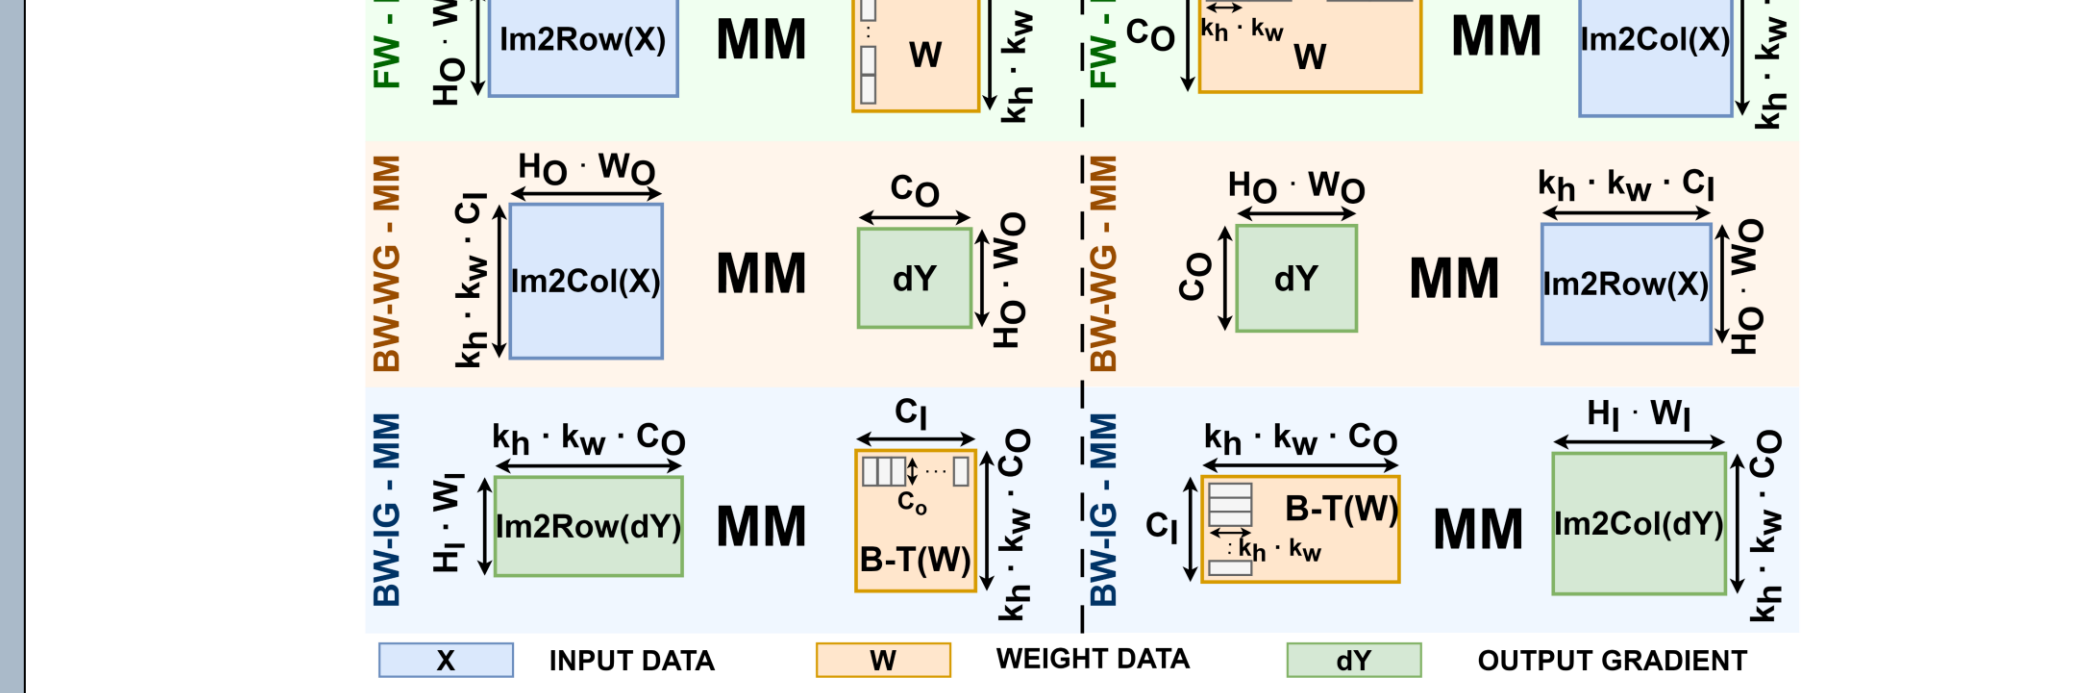 FW -
HO · W
Im2Row(X)
MM
W
kh · kw
FW -
CO
kh · kw
W
MM
Im2Col(X)
kh · kw ·
BW-WG - MM
HO · WO
kh · kw · CI
Im2Col(X)
MM
CO
dY
HO · WO
BW-WG - MM
HO · WO
CO
dY
MM
kh · kw · CI
Im2Row(X)
HO · WO
BW-IG - MM
kh · kw · CO
HI · WI
Im2Row(dY)
MM
CI
...
Co
B-T(W)
kh · kw · CO
BW-IG - MM
kh · kw · CO
CI
B-T(W)
: kh · kw
MM
HI · WI
Im2Col(dY)
kh · kw · CO
X INPUT DATA W WEIGHT DATA dY OUTPUT GRADIENT